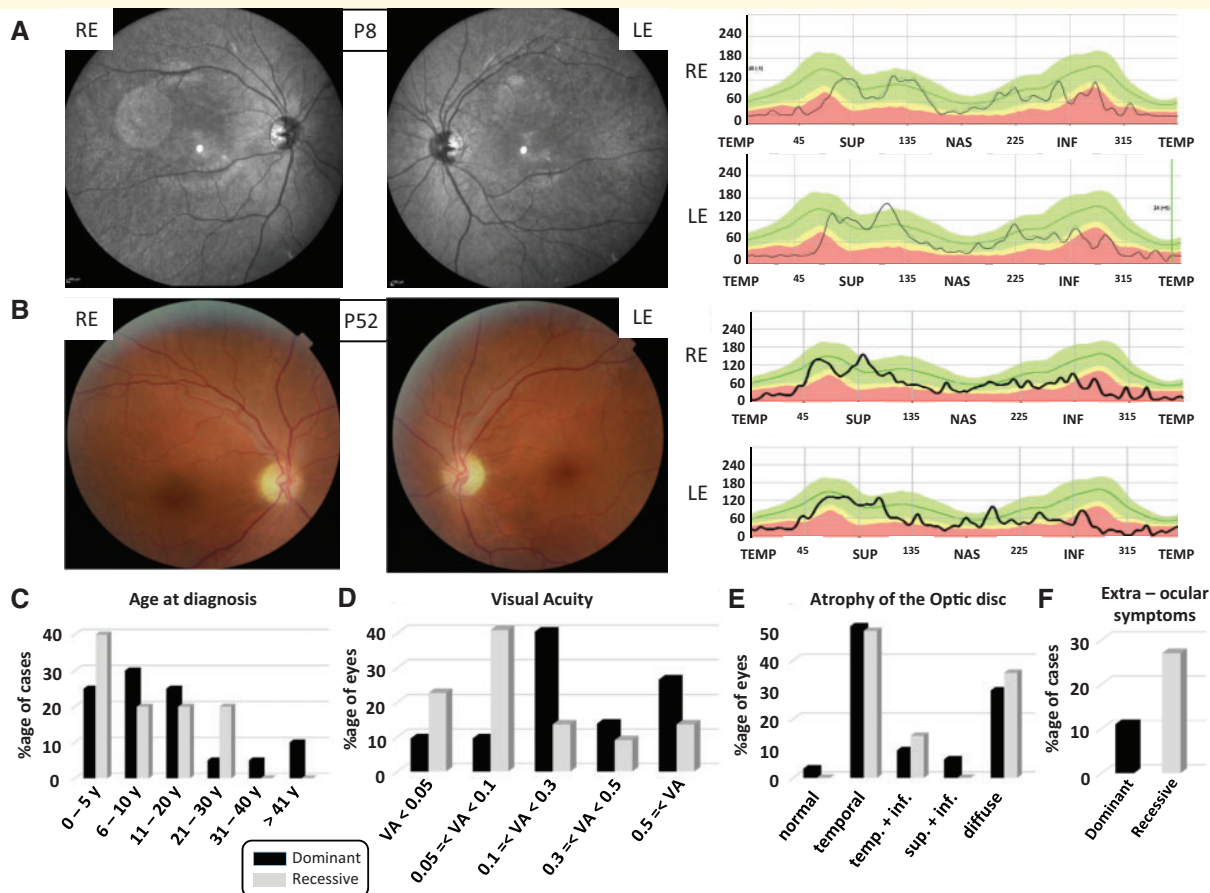 A
RE
P8
LE
RE
240
180
120
60
0
TEMP 45 SUP 135 NAS 225 INF 315 TEMP
LE
240
180
120
60
0
TEMP 45 SUP 135 NAS 225 INF 315 TEMP
B
RE
P52
LE
RE
240
180
120
60
0
TEMP 45 SUP 135 NAS 225 INF 315 TEMP
LE
240
180
120
60
0
TEMP 45 SUP 135 NAS 225 INF 315 TEMP
C
Age at diagnosis
%age of cases
40
30
20
10
0
0 – 5 y
6 – 10 y
11 – 20 y
21 – 30 y
31 – 40 y
> 41 y
Dominant
Recessive
D
Visual Acuity
%age of eyes
40
30
20
10
0
VA < 0.05
0.05 =< VA < 0.1
0.1 =< VA < 0.3
0.3 =< VA < 0.5
0.5 =< VA
E
Atrophy of the Optic disc
%age of eyes
50
40
30
20
10
0
normal
temporal
temp. + inf.
sup. + inf.
diffuse
F
Extra – ocular
symptoms
%age of cases
30
20
10
0
Dominant
Recessive